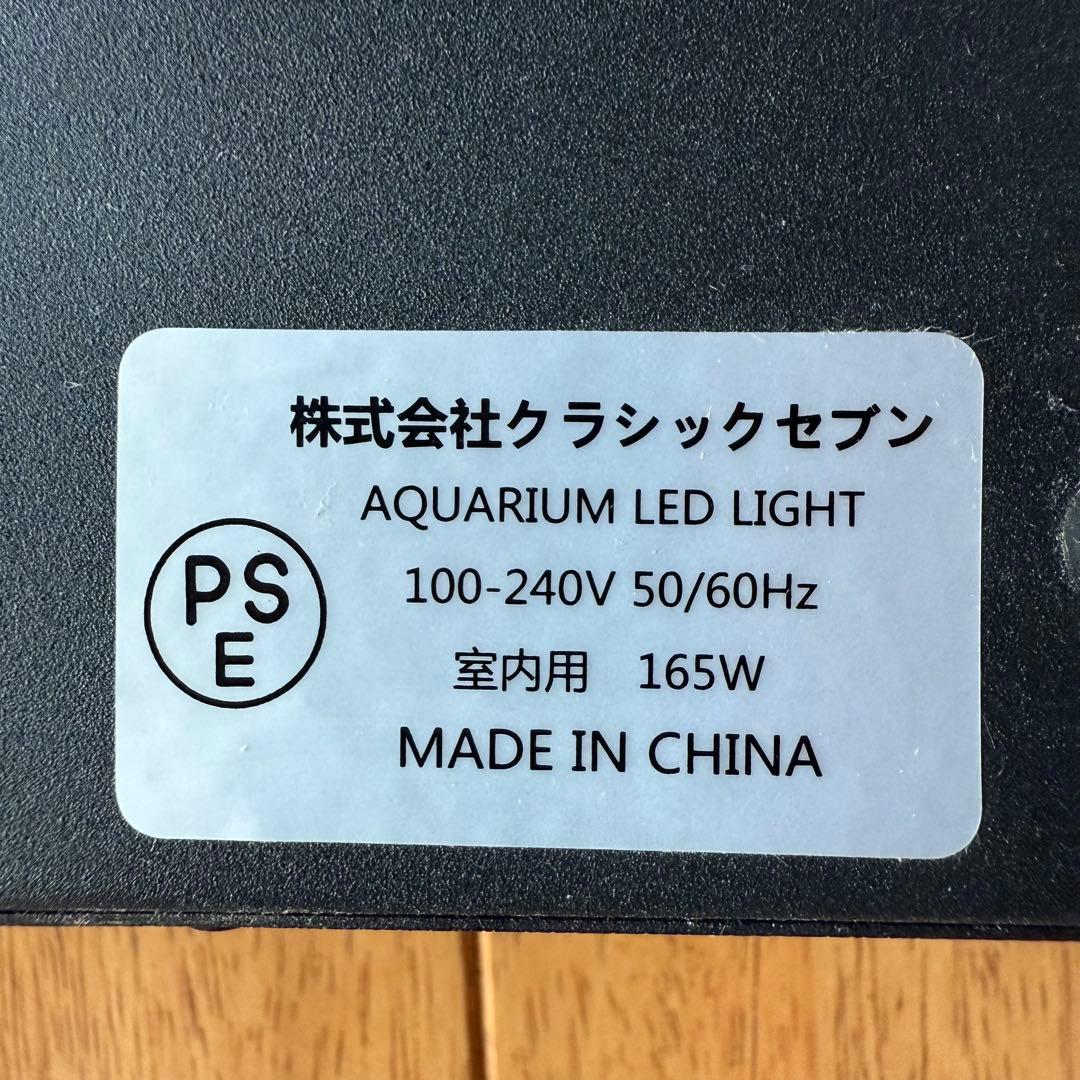 株式会社クラシックセブン
AQUARIUM LED LIGHT
PS
E
100-240V 50/60Hz
室内用　165W
MADE IN CHINA